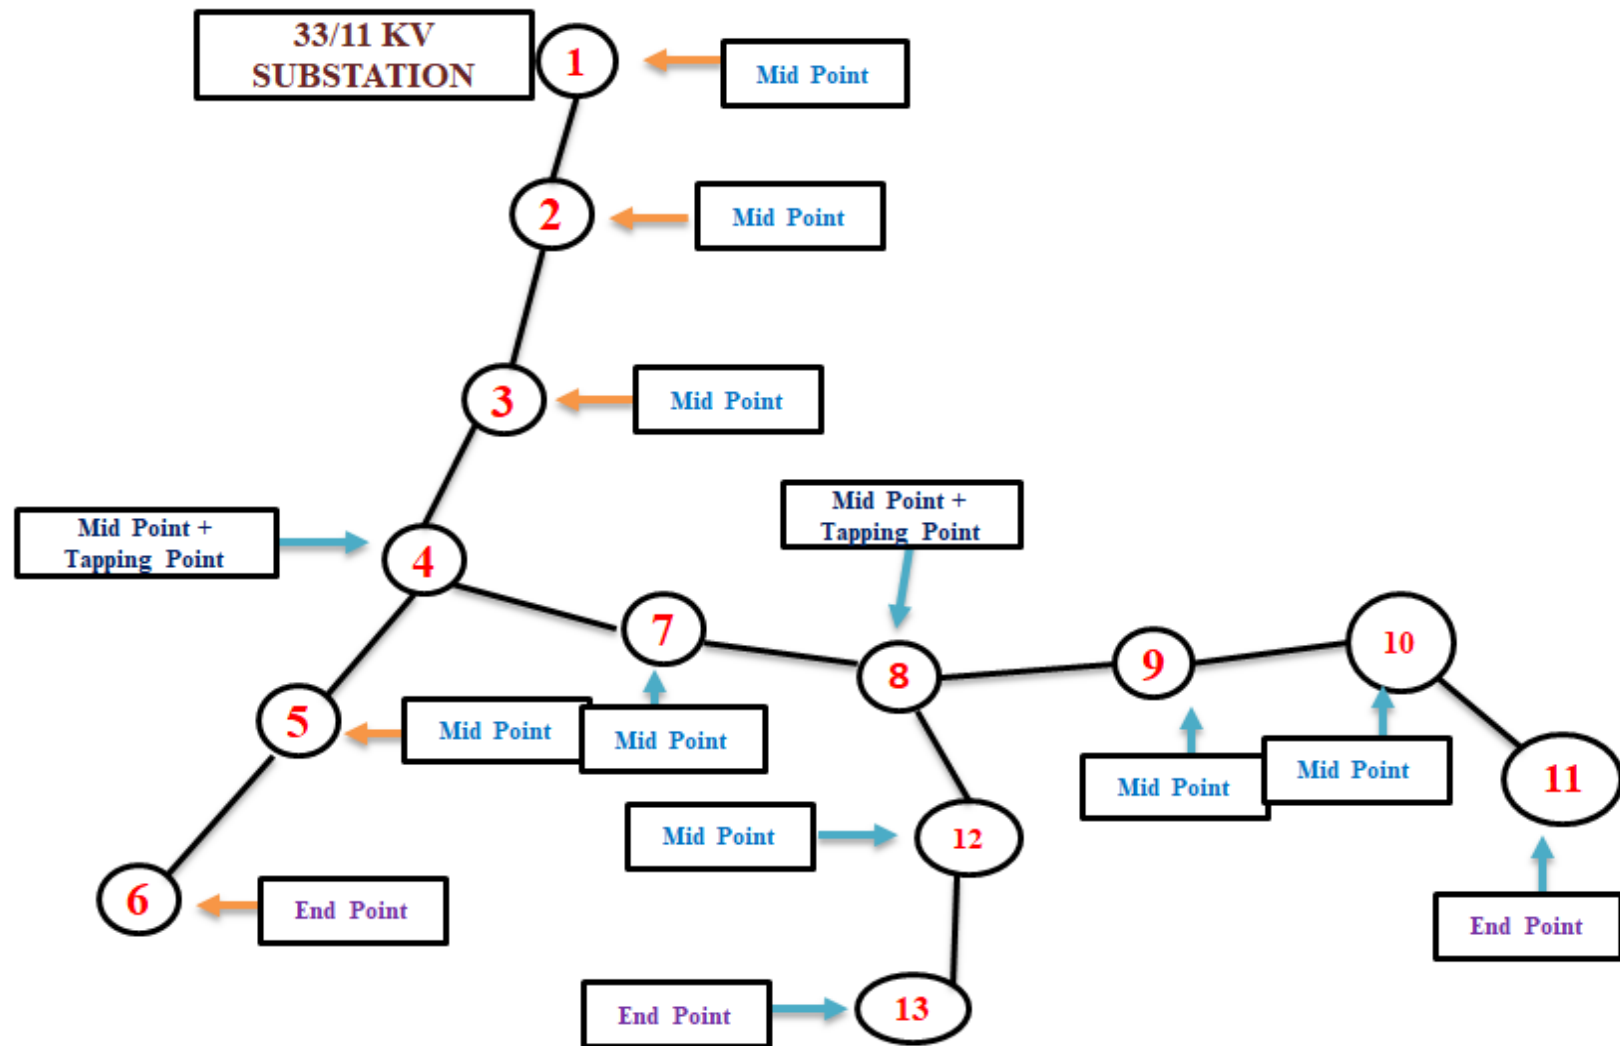 33/11 KV
SUBSTATION
1
Mid Point
2
Mid Point
3
Mid Point
Mid Point +
Tapping Point
4
Mid Point +
Tapping Point
7
8
9
10
5
Mid Point
Mid Point
Mid Point
Mid Point
11
Mid Point
12
6
End Point
End Point
End Point
13